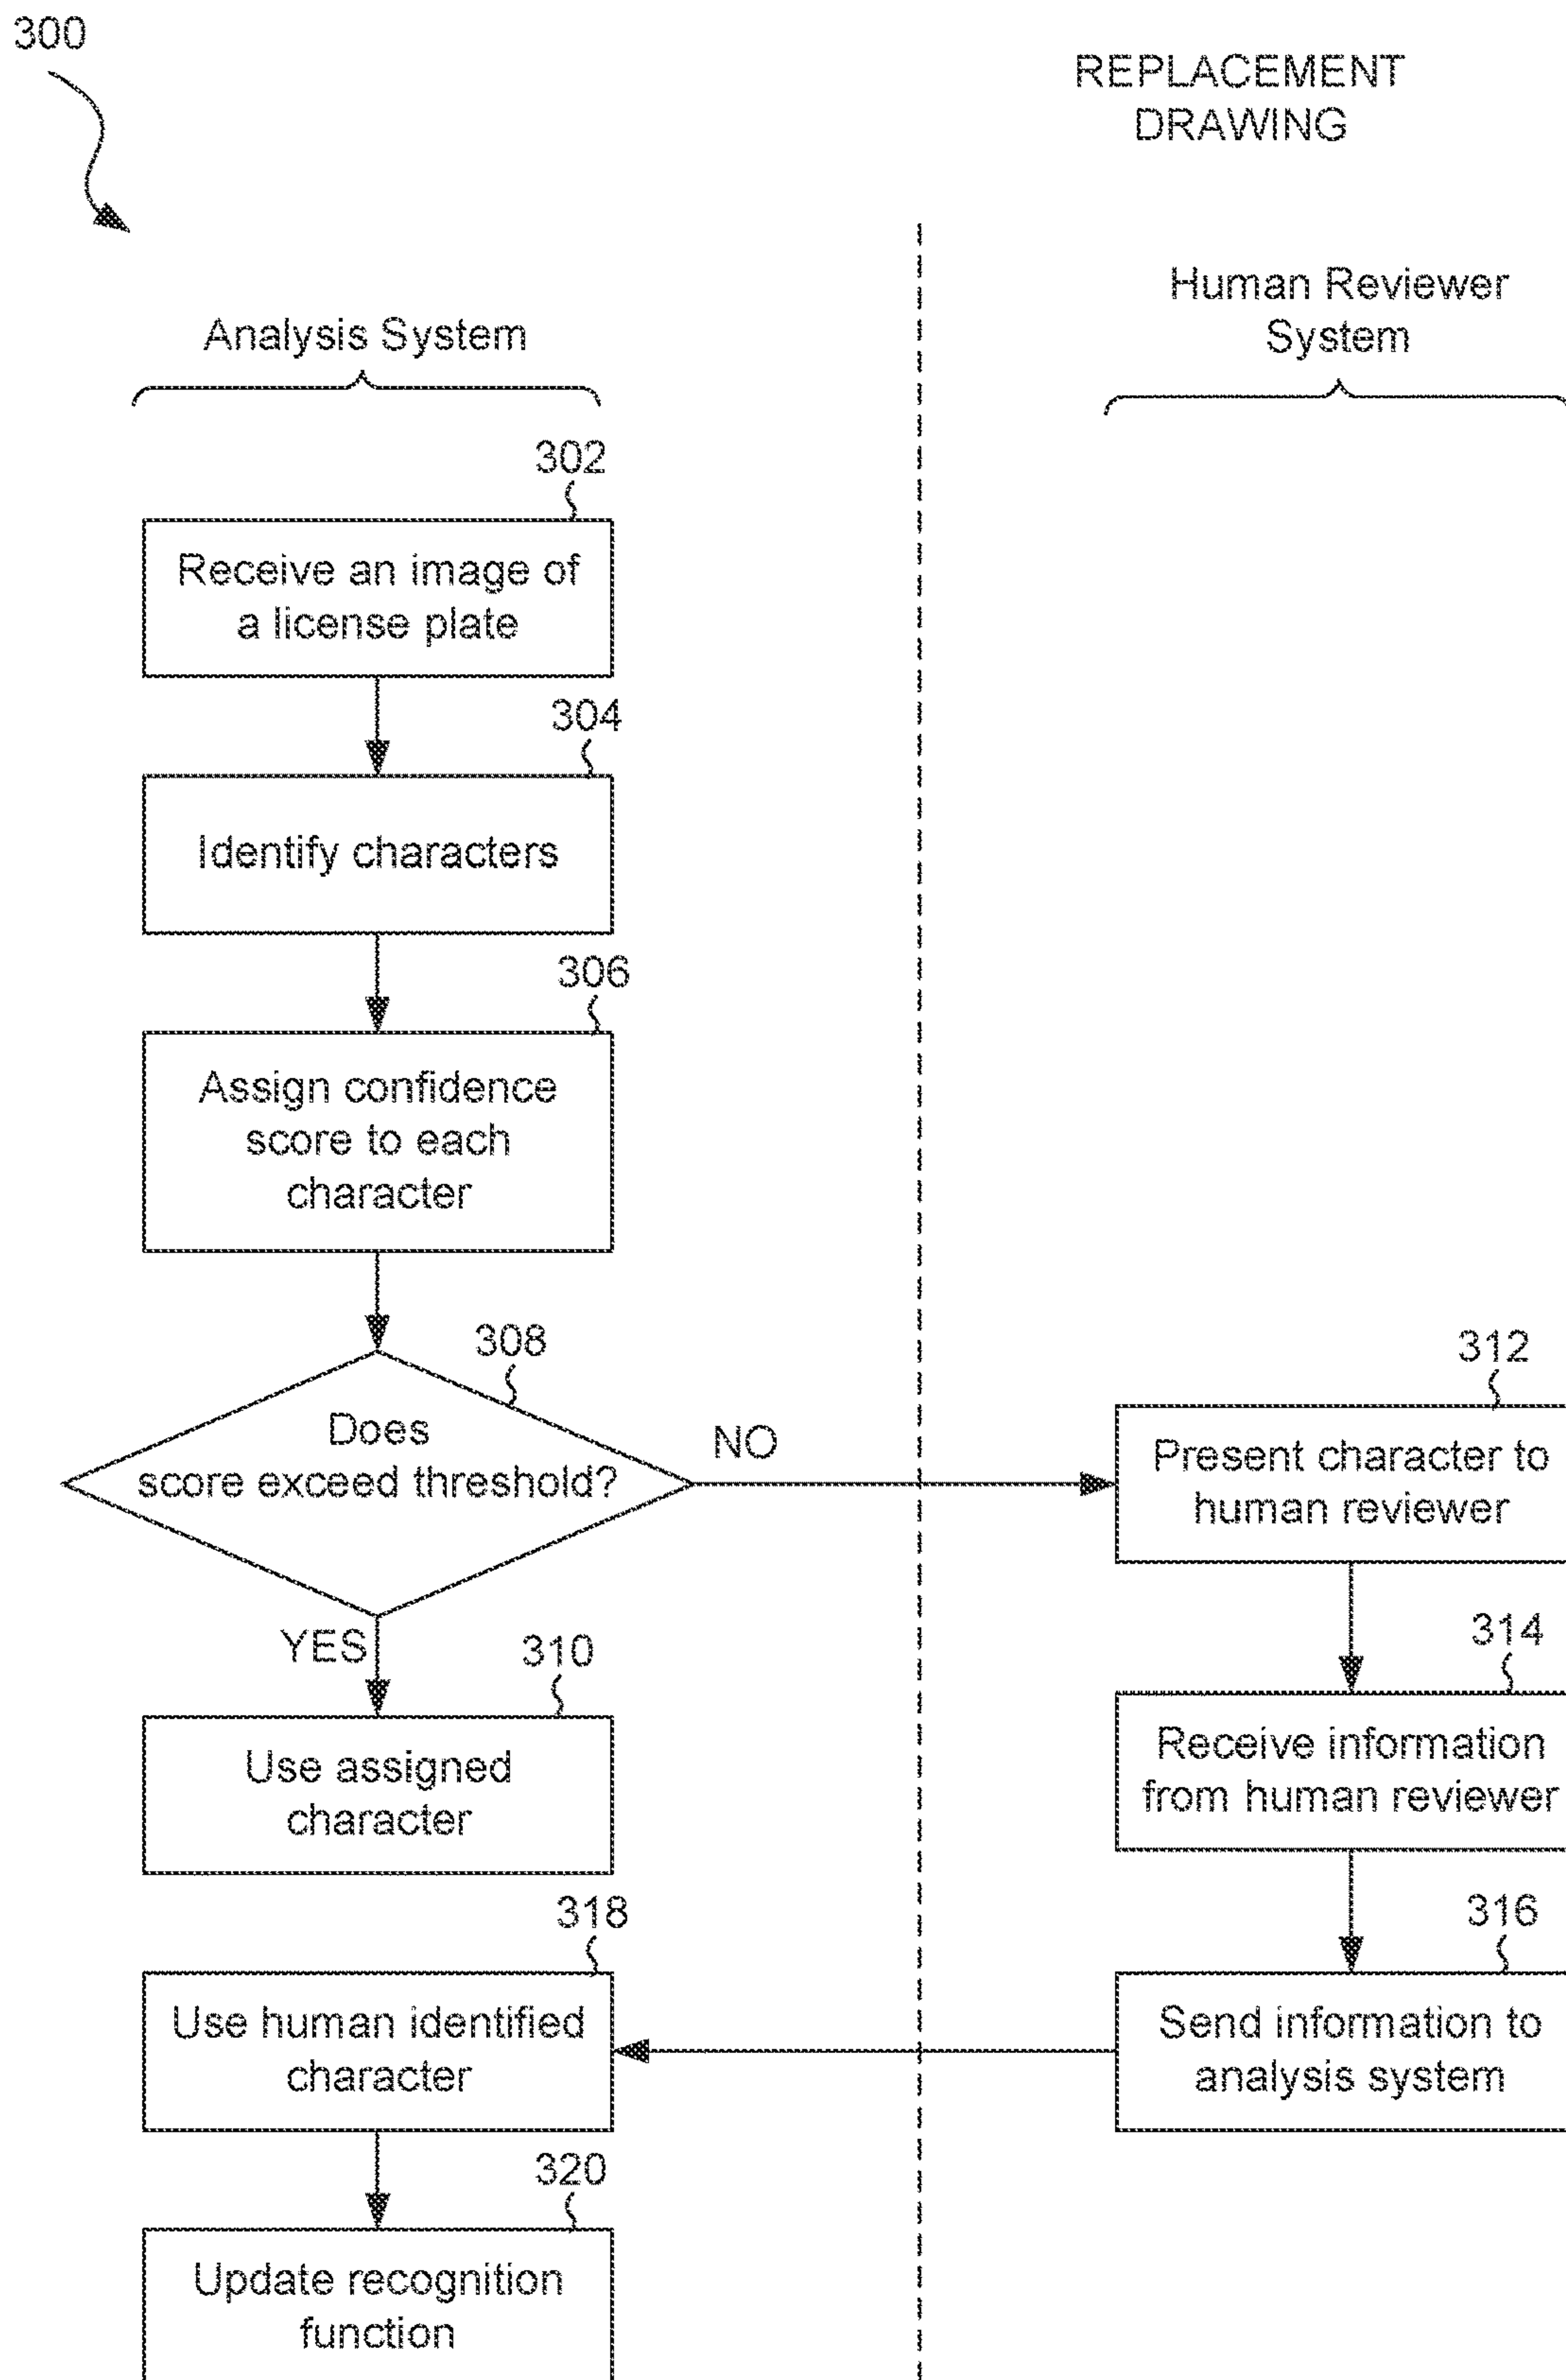 300
REPLACEMENT
DRAWING
Analysis System
Human Reviewer
System
302
Receive an image of
a license plate
304
Identify characters
306
Assign confidence
score to each
character
308
Does
score exceed threshold?
NO
YES
310
Use assigned
character
312
Present character to
human reviewer
314
Receive information
from human reviewer
316
Send information to
analysis system
318
Use human identified
character
320
Update recognition
function